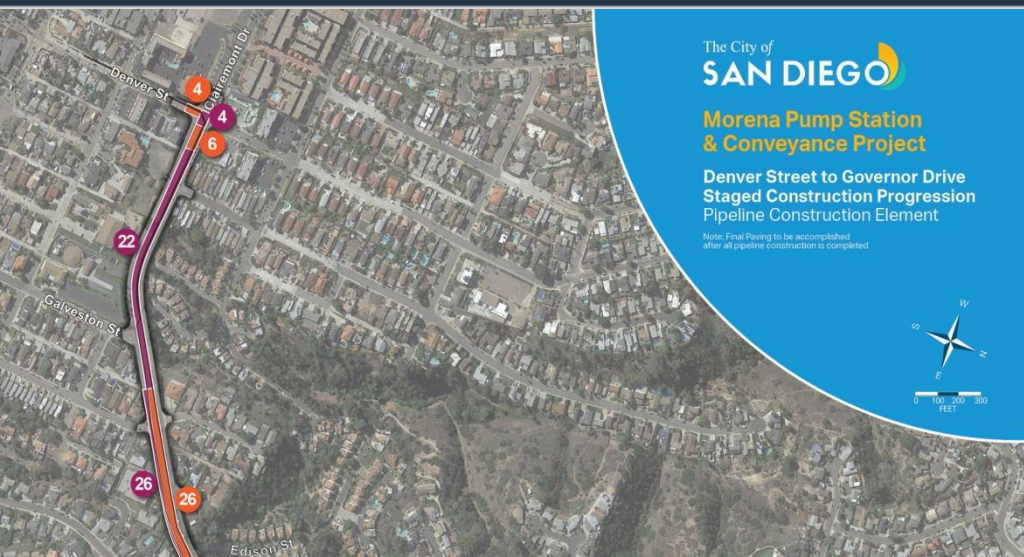 The City of
SAN DIEGO
Morena Pump Station
& Conveyance Project
Denver Street to Governor Drive
Staged Construction Progression
Pipeline Construction Element
Note: Final Paving to be accomplished
after all pipeline construction is completed
W
S
N
E
0 100 200 300
FEET
Denver St
Clairemont Dr
4
4
6
22
Galveston St
26
26
Edison St